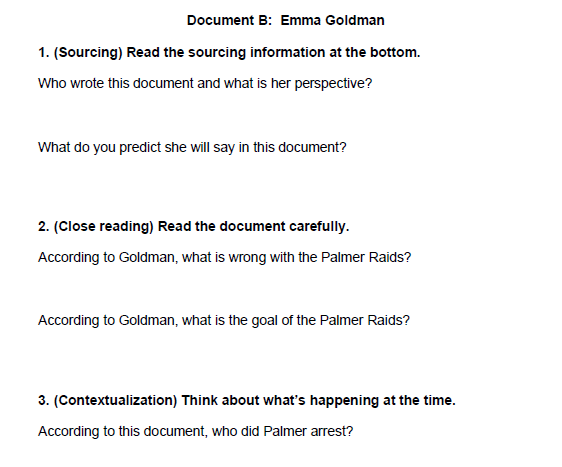 Document B:  Emma Goldman
1. (Sourcing) Read the sourcing information at the bottom.
Who wrote this document and what is her perspective?
What do you predict she will say in this document?
2. (Close reading) Read the document carefully.
According to Goldman, what is wrong with the Palmer Raids?
According to Goldman, what is the goal of the Palmer Raids?
3. (Contextualization) Think about what's happening at the time.
According to this document, who did Palmer arrest?